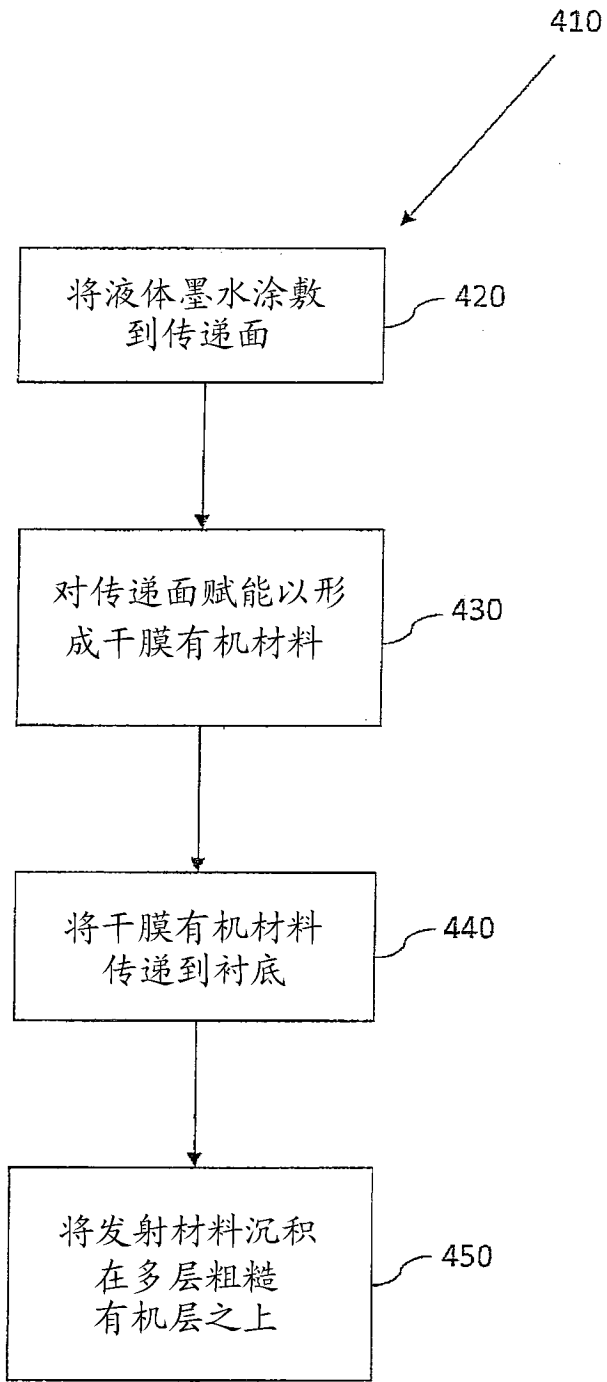 410
将液体墨水涂敷
到传递面
420
对传递面赋能以形
成干膜有机材料
430
将干膜有机材料
传递到衬底
440
将发射材料沉积
在多层粗糙
有机层之上
450